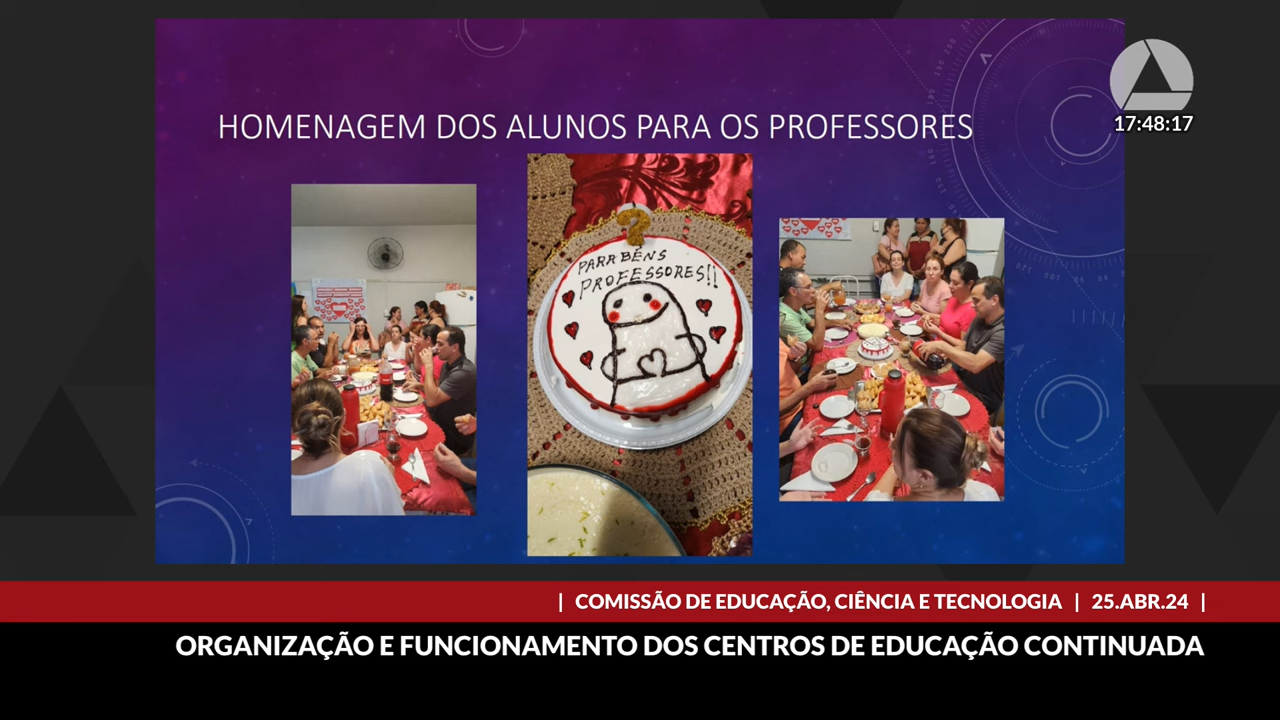 17:48:17
HOMENAGEM DOS ALUNOS PARA OS PROFESSORES
?
PARABÉNS
PROFESSORES!!
| COMISSÃO DE EDUCAÇÃO, CIÊNCIA E TECNOLOGIA | 25.ABR.24 |
ORGANIZAÇÃO E FUNCIONAMENTO DOS CENTROS DE EDUCAÇÃO CONTINUADA